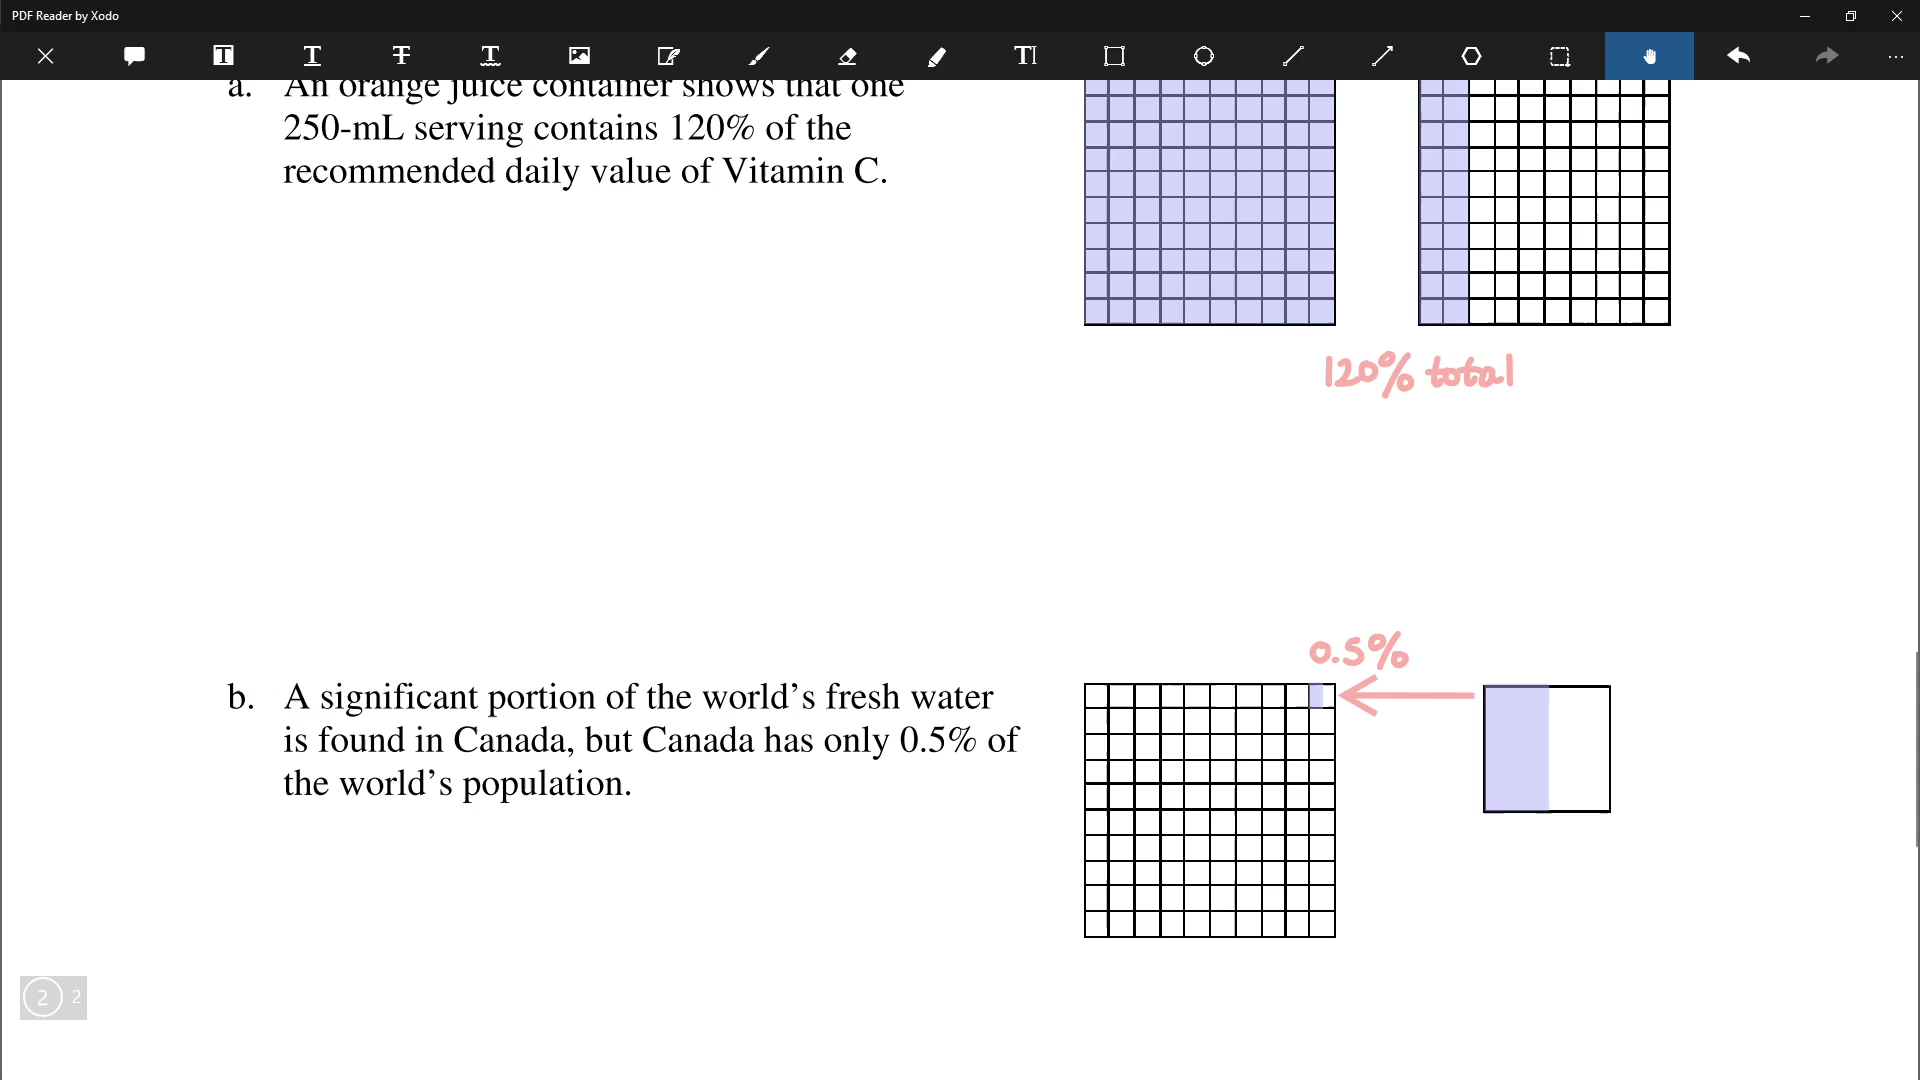 PDF Reader by Xodo
a. An orange juice container shows that one
250-mL serving contains 120% of the
recommended daily value of Vitamin C.
120% total
0.5%
b. A significant portion of the world’s fresh water
is found in Canada, but Canada has only 0.5% of
the world’s population.
2 2